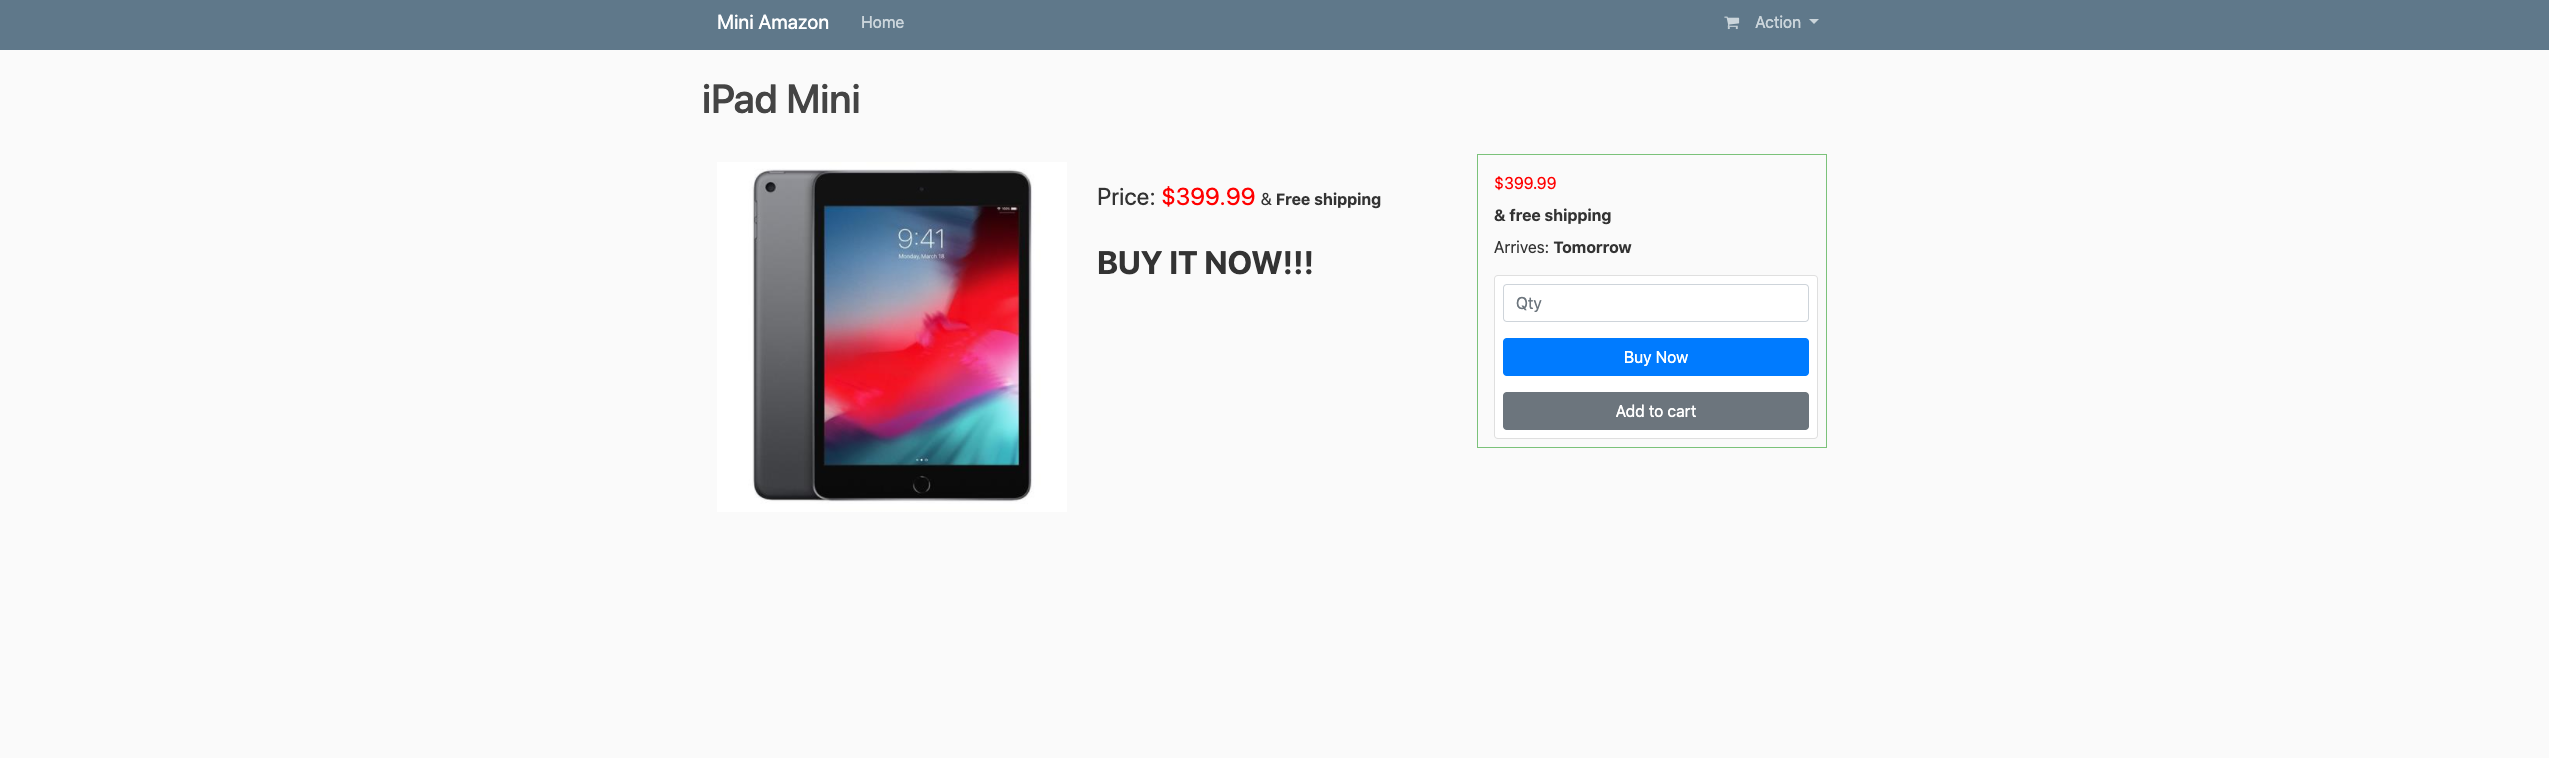 Mini Amazon Home Action
iPad Mini
9:41
Monday, March 18
Price: $399.99 & Free shipping
BUY IT NOW!!!
$399.99
& free shipping
Arrives: Tomorrow
Qty
Buy Now
Add to cart